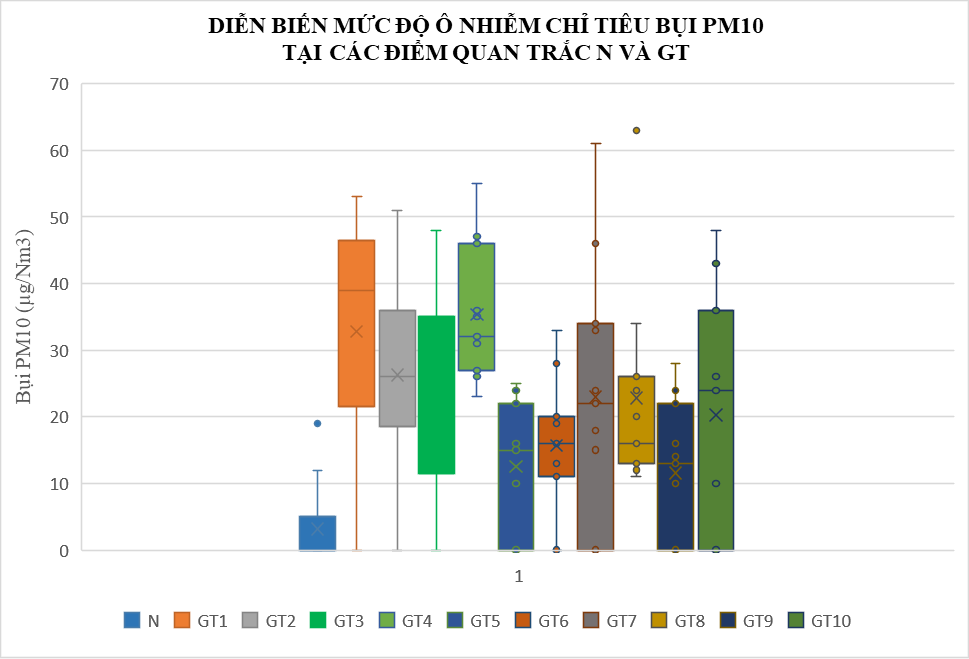 DIỄN BIẾN MỨC ĐỘ Ô NHIỄM CHỈ TIÊU BỤI PM10
TẠI CÁC ĐIỂM QUAN TRẮC N VÀ GT
Bụi PM10 (µg/Nm3)
70
60
50
40
30
20
10
0
1
N GT1 GT2 GT3 GT4 GT5 GT6 GT7 GT8 GT9 GT10